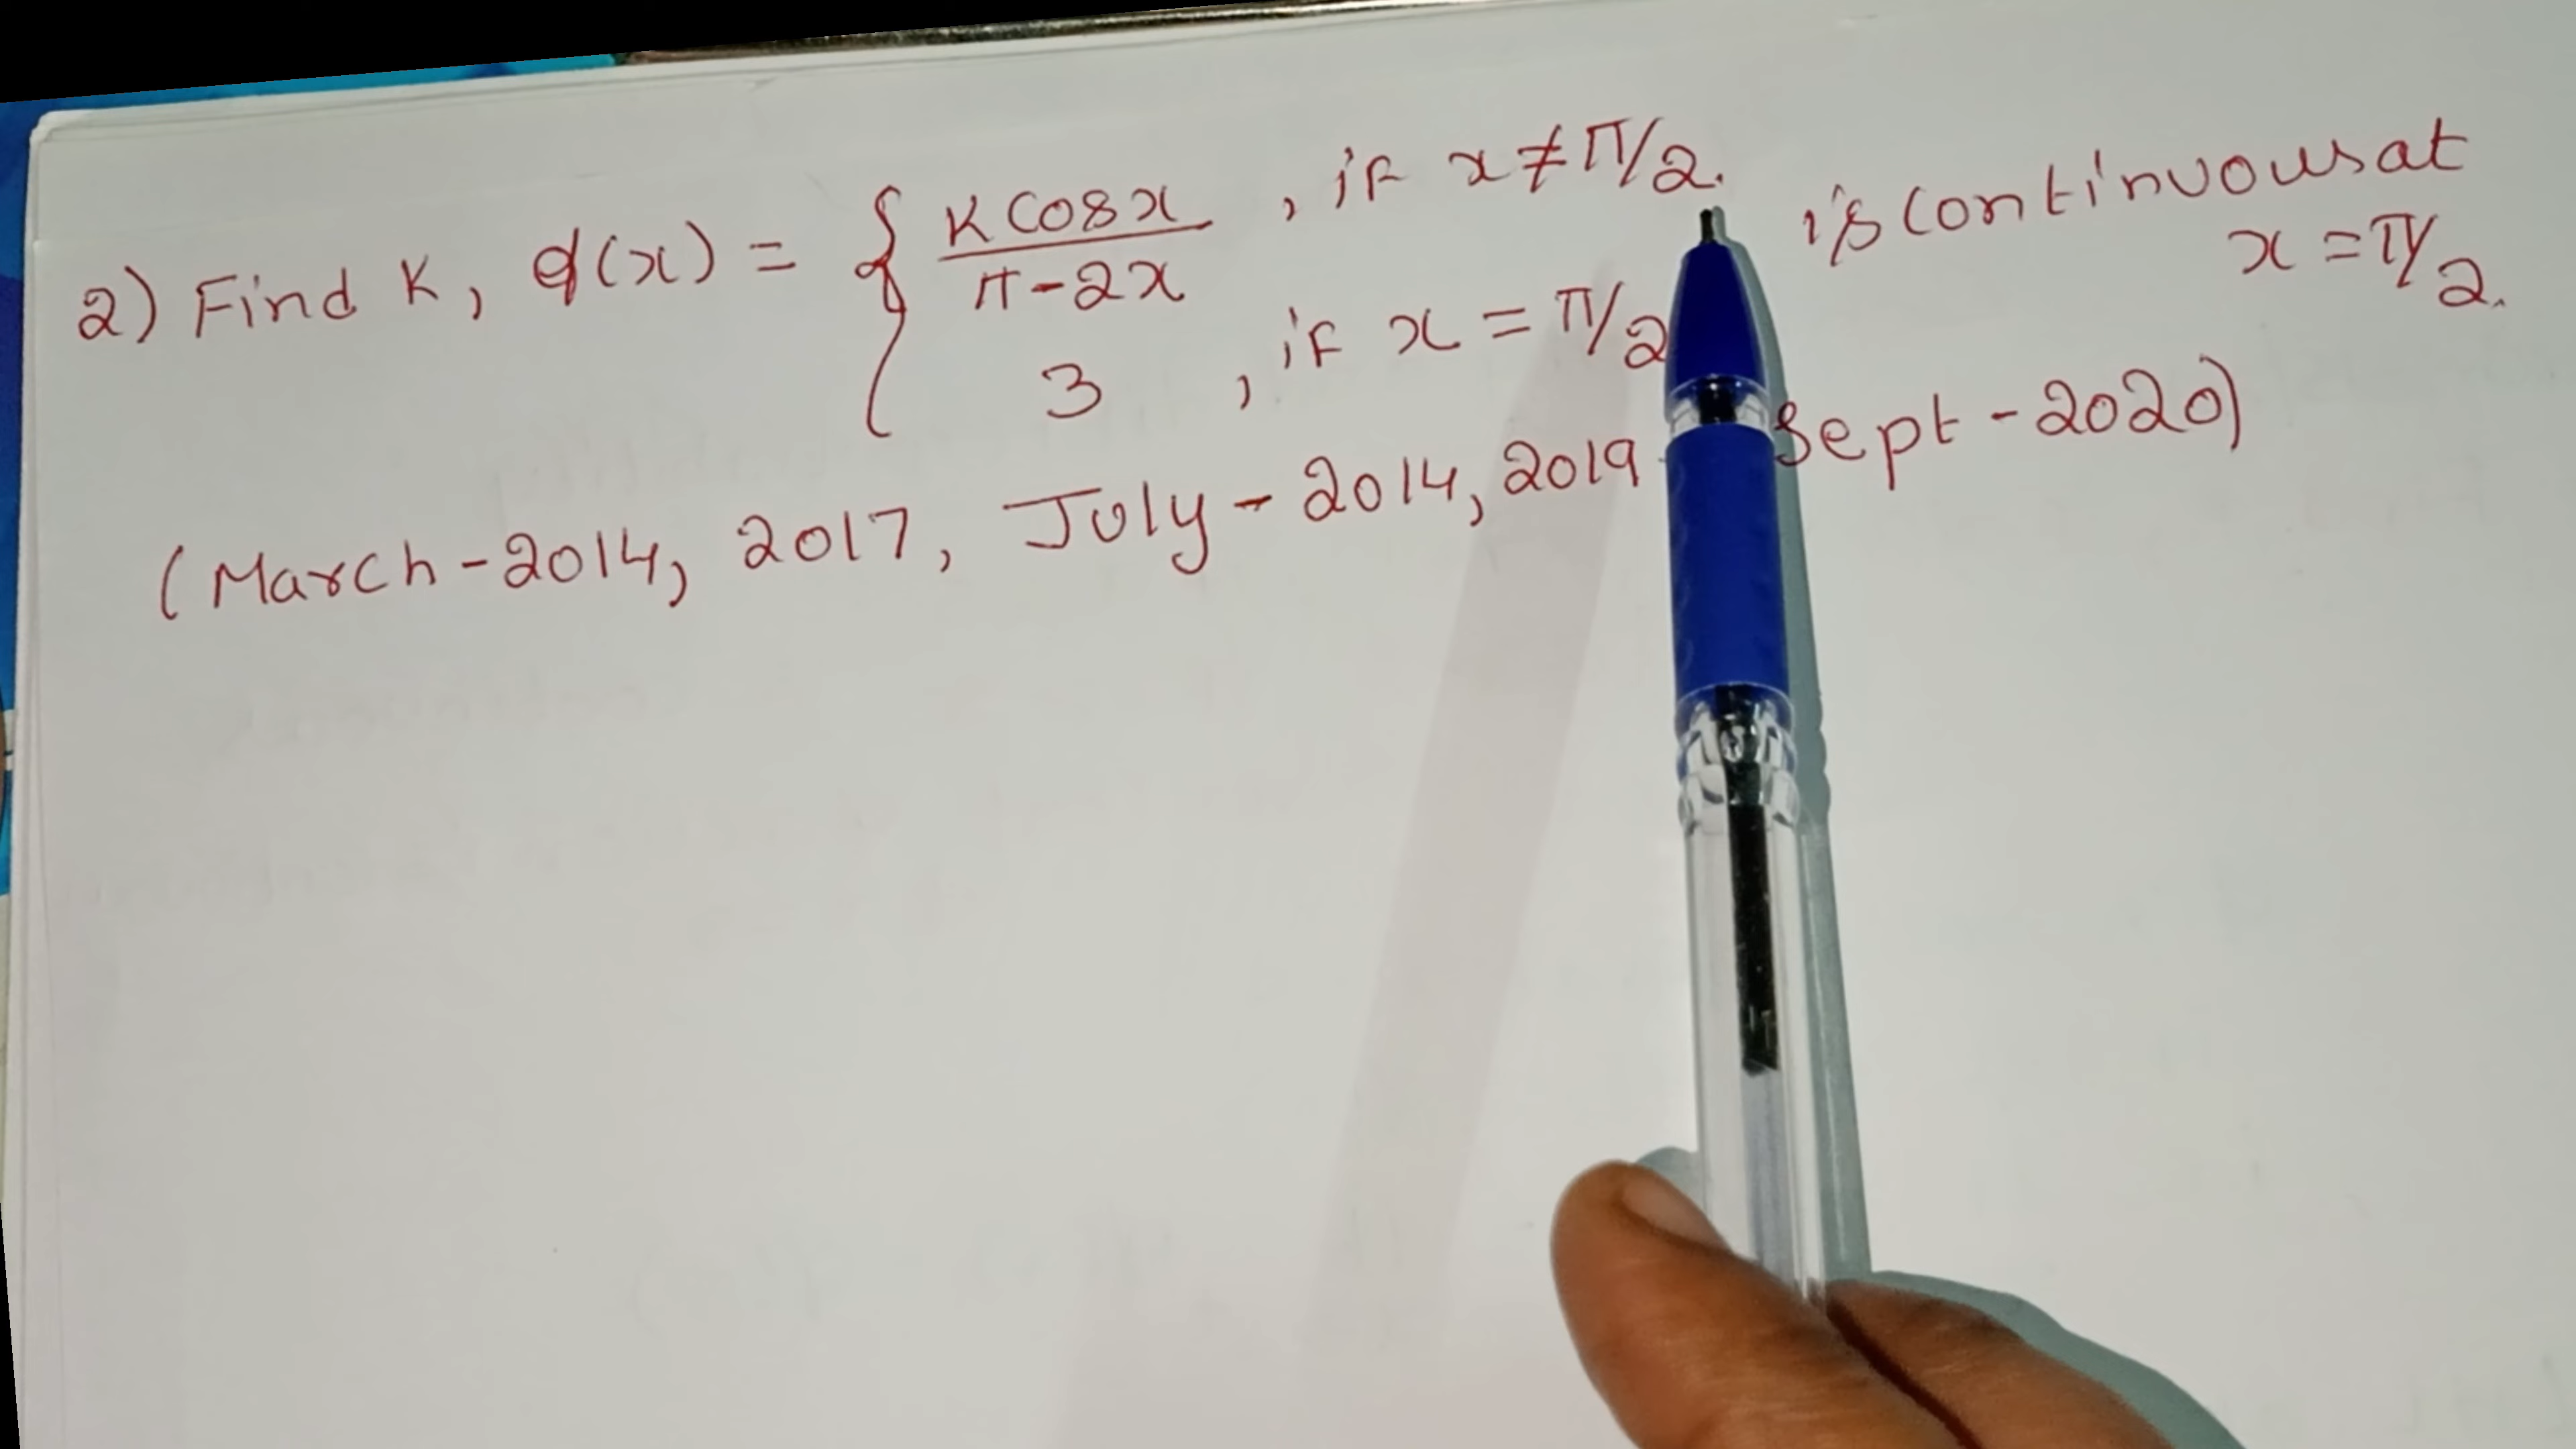 2) Find K, f(x) = { K cos x / π - 2x , if x ≠ π/2. is continuous at x = π/2.
3 , if x = π/2
(March - 2014, 2017, July - 2014, 2019 Sept - 2020)